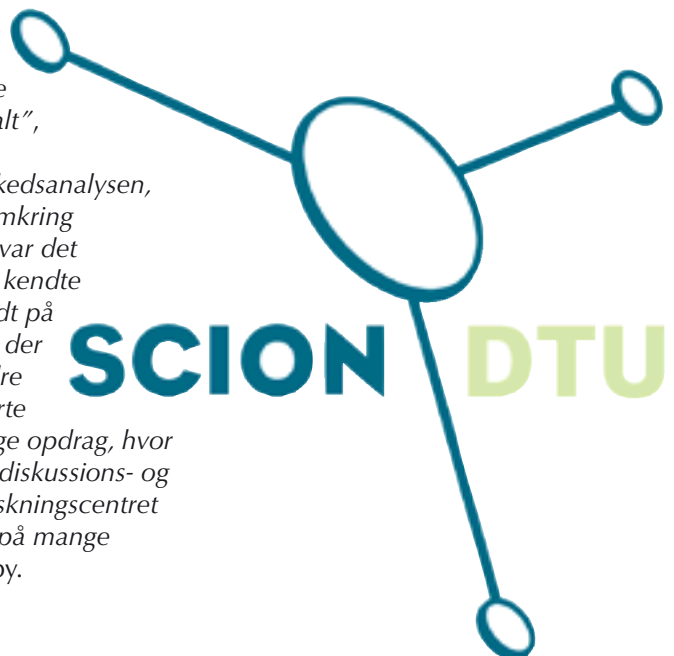 alt”,
kedsanalysen,
mkring
var det
kendte
dt på
der
dre
rte
ge opdrag, hvor
diskussions- og
skningscentret
på mange
by.
SCION DTU